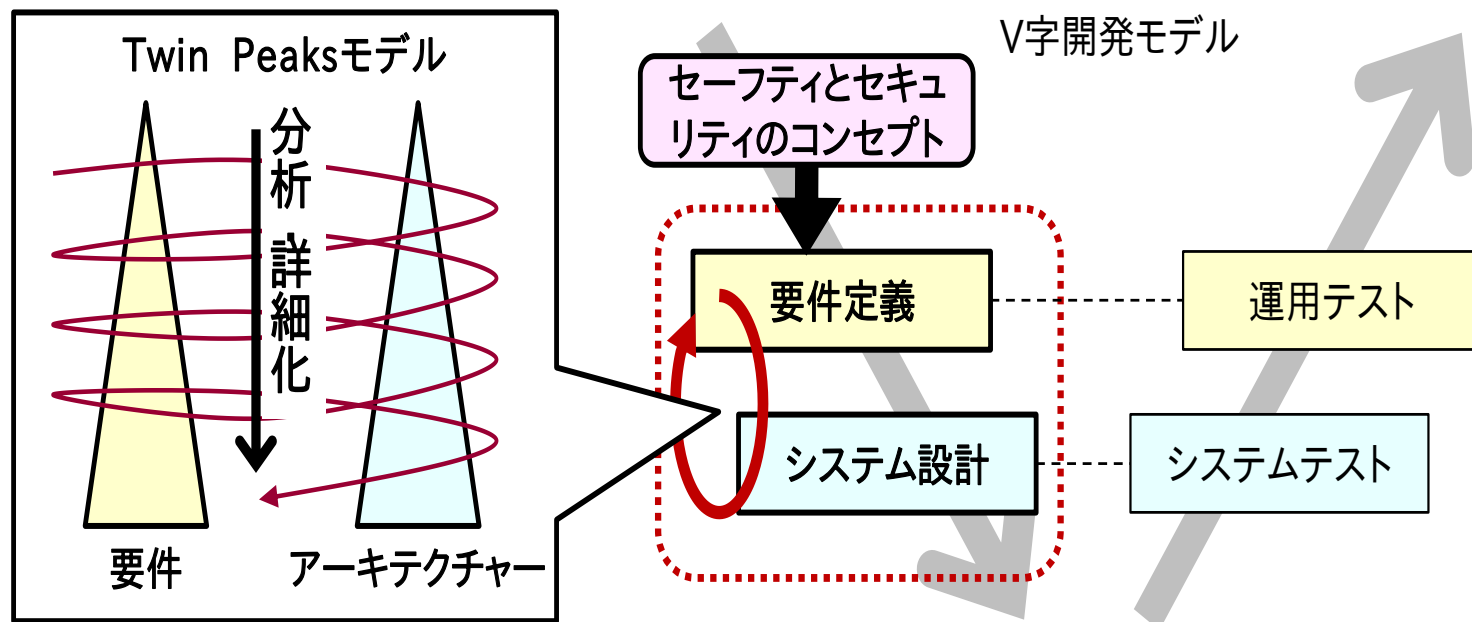 Twin Peaksモデル
分析 詳細化
要件
アーキテクチャー
V字開発モデル
セーフティとセキュ
リティのコンセプト
要件定義
運用テスト
システム設計
システムテスト